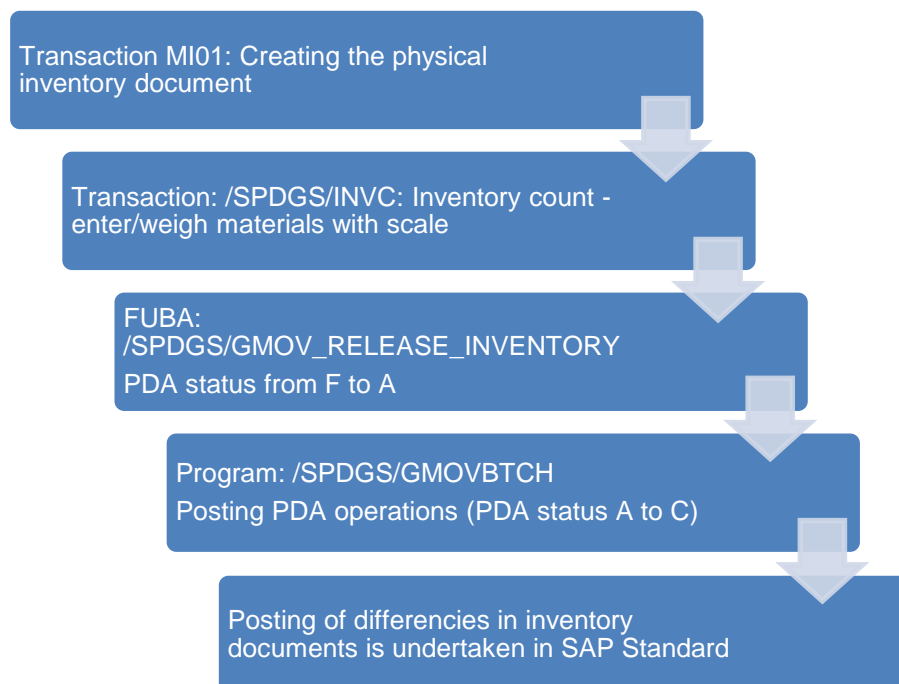 Transaction MI01: Creating the physical
inventory document
Transaction: /SPDGS/INVC: Inventory count -
enter/weigh materials with scale
FUBA:
/SPDGS/GMOV_RELEASE_INVENTORY
PDA status from F to A
Program: /SPDGS/GMOVBTCH
Posting PDA operations (PDA status A to C)
Posting of differencies in inventory
documents is undertaken in SAP Standard